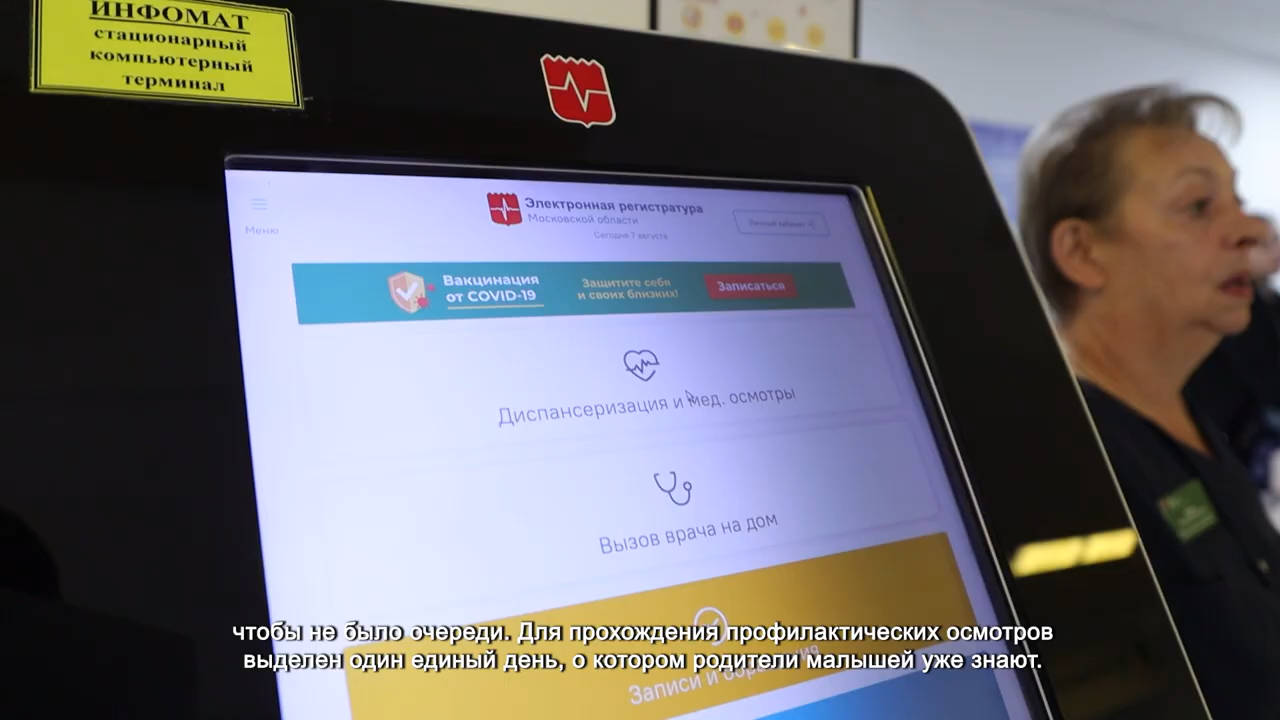 ИНФОМАТ
стационарный
компьютерный
терминал
Электронная регистратура
Московской области
Сегодня 7 августа
Меню
Личный кабинет
Вакцинация
от COVID-19
Защитите себя
и своих близких!
Записаться
Диспансеризация и мед. осмотры
Вызов врача на дом
Записи и
чтобы не было очереди. Для прохождения профилактических осмотров
выделен один единый день, о котором родители малышей уже знают.